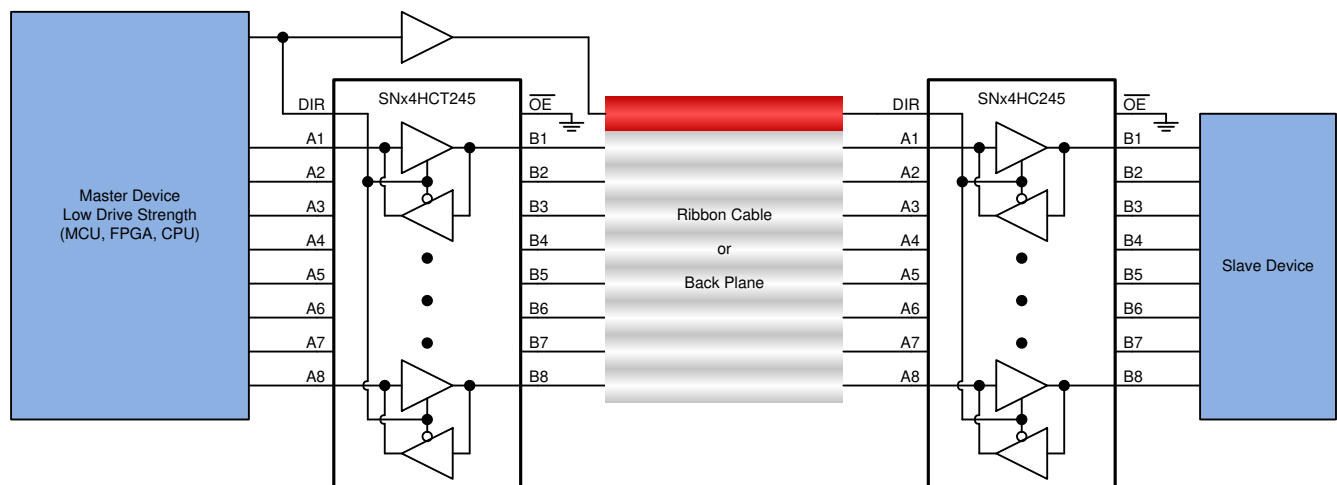 Master Device
Low Drive Strength
(MCU, FPGA, CPU)
SNx4HCT245
DIR
A1
A2
A3
A4
A5
A6
A7
A8
OE
B1
B2
B3
B4
B5
B6
B7
B8
Ribbon Cable
or
Back Plane
SNx4HC245
DIR
A1
A2
A3
A4
A5
A6
A7
A8
OE
B1
B2
B3
B4
B5
B6
B7
B8
Slave Device